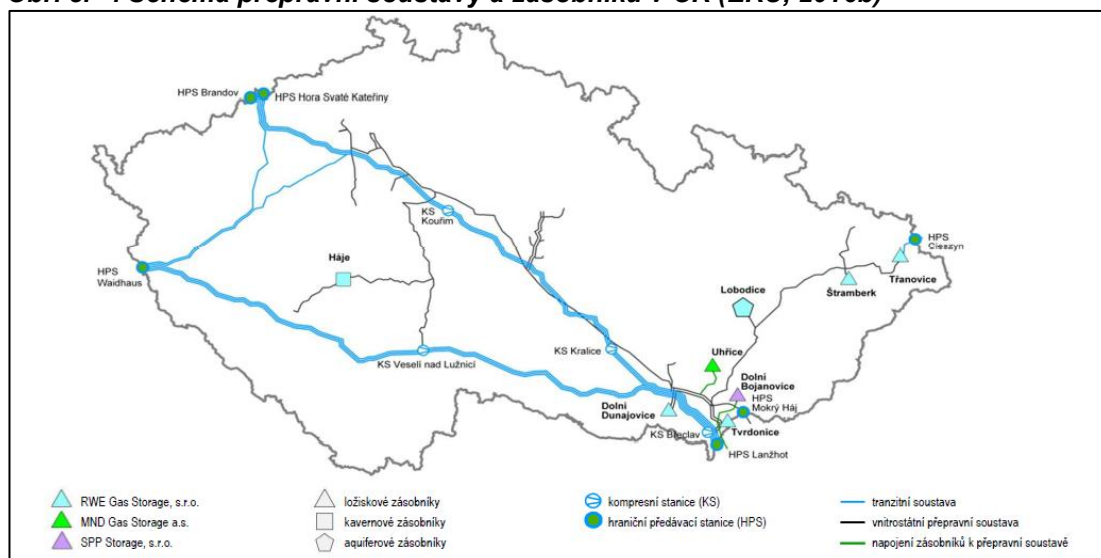 HPS Brandov
HPS Hora Svaté Kateřiny
KS
Kouřim
HPS
Cieszyn
HPS
Waidhaus
Háje
Třanovice
Štramberk
Lobodice
KS Kralice
KS Veselí nad Lužnicí
Uhřice
Dolní
Bojanovice
HPS
Mokrý Háj
Dolní
Dunajovice
KS Břeclav
Tvrdonice
HPS Lanžhot
RWE Gas Storage, s.r.o.
ložiskové zásobníky
kompresní stanice (KS)
tranzitní soustava
MND Gas Storage a.s.
kavernové zásobníky
hraniční předávací stanice (HPS)
vnitrostátní přepravní soustava
SPP Storage, s.r.o.
aquiferové zásobníky
napojení zásobníků k přepravní soustavě